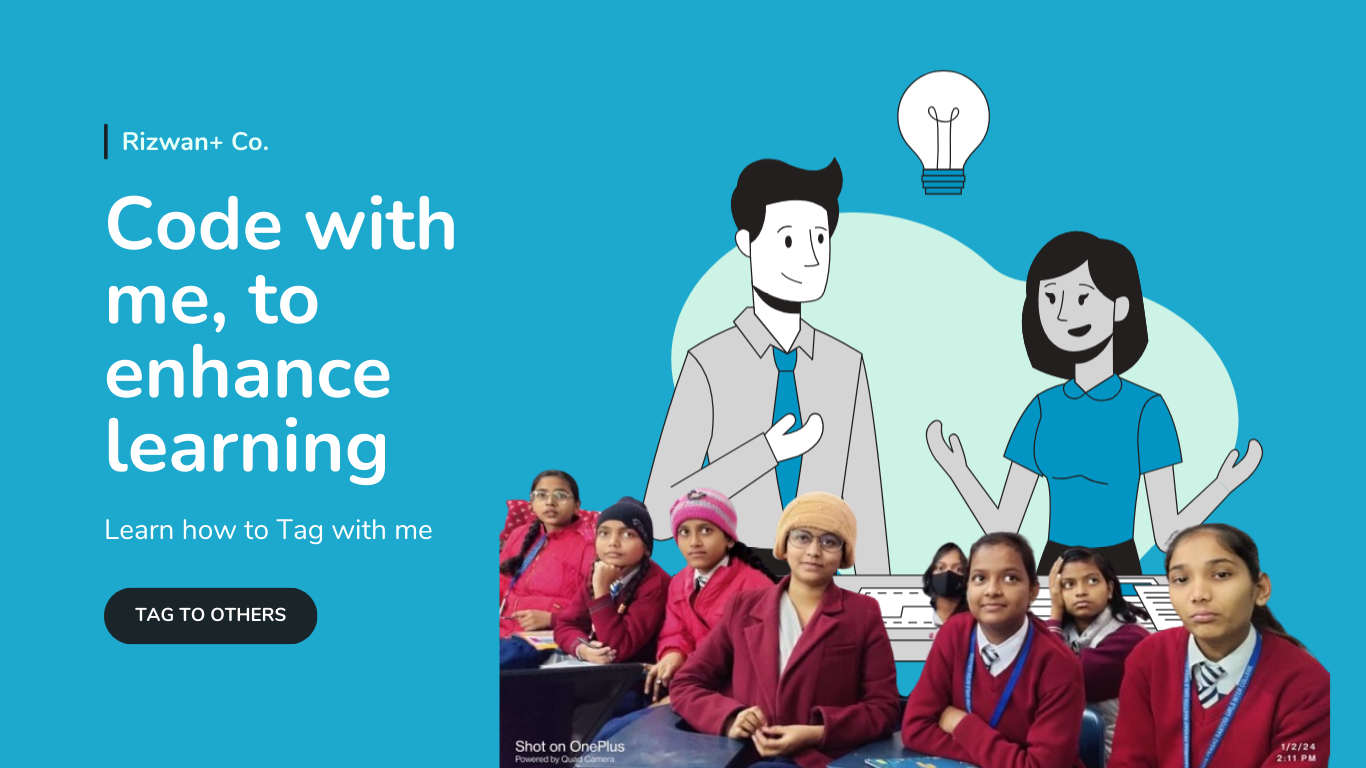 Rizwan+ Co.
Code with
me, to
enhance
learning
Learn how to Tag with me
TAG TO OTHERS
Shot on OnePlus
Powered by Quad Camera
1/2/24
2:11 PM